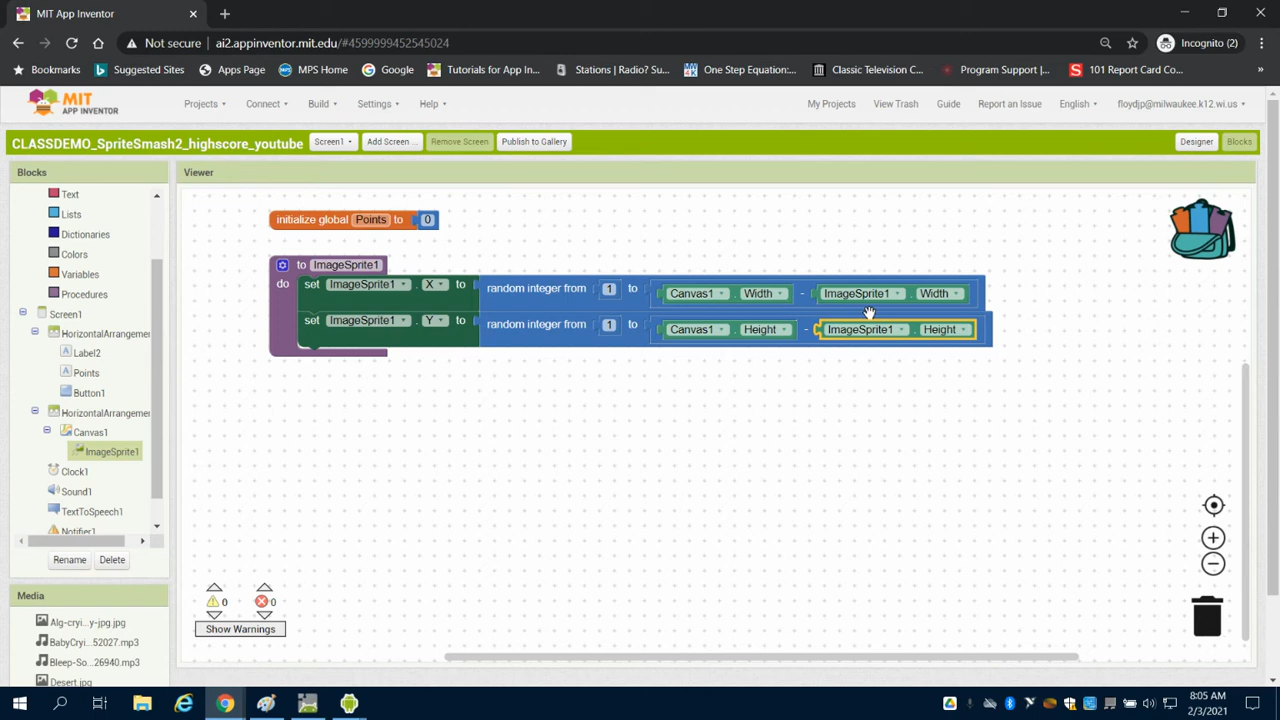 MIT App Inventor
Not secure
ai2.appinventor.mit.edu/#4599999452545024
Incognito (2)
Bookmarks
Suggested Sites
Apps Page
MPS Home
Google
Tutorials for App In...
Stations | Radio? Su...
One Step Equation:...
Classic Television C...
Program Support |...
101 Report Card Co...
»
MIT
APP INVENTOR
Projects
Connect
Build
Settings
Help
My Projects
View Trash
Guide
Report an Issue
English
floydjp@milwaukee.k12.wi.us
CLASSDEMO_SpriteSmash2_highscore_youtube
Screen1
Add Screen ...
Remove Screen
Publish to Gallery
Designer
Blocks
Blocks
Text
Lists
Dictionaries
Colors
Variables
Procedures
Screen1
HorizontalArrangeme
Label2
Points
Button1
HorizontalArrangeme
Canvas1
ImageSprite1
Clock1
Sound1
TextToSpeech1
Notifier1
Rename
Delete
Media
Alg-cryi...y-jpg.jpg
BabyCryi...52027.mp3
Bleep-So...26940.mp3
Desert.jpg
Viewer
initialize global Points to 0
to ImageSprite1
do set ImageSprite1 . X to random integer from 1 to Canvas1 . Width - ImageSprite1 . Width
set ImageSprite1 . Y to random integer from 1 to Canvas1 . Height - ImageSprite1 . Height
0
0
Show Warnings
8:05 AM
2/3/2021